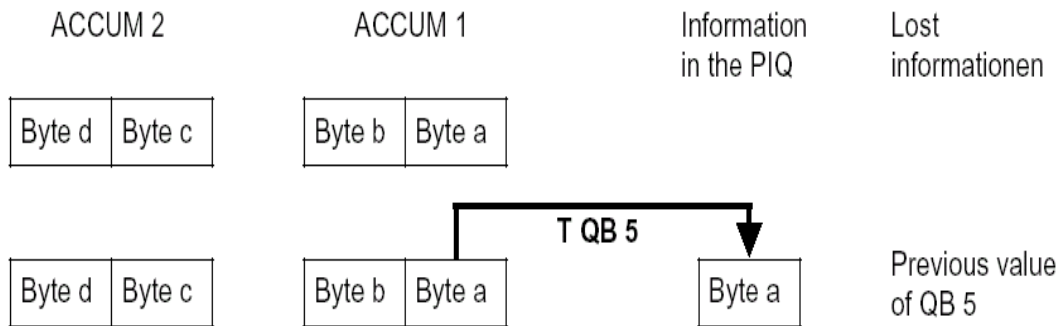 ACCUM 2 ACCUM 1 Information Lost
in the PIQ informationen
Byte d Byte c Byte b Byte a
T QB 5
Byte d Byte c Byte b Byte a Byte a Previous value
of QB 5